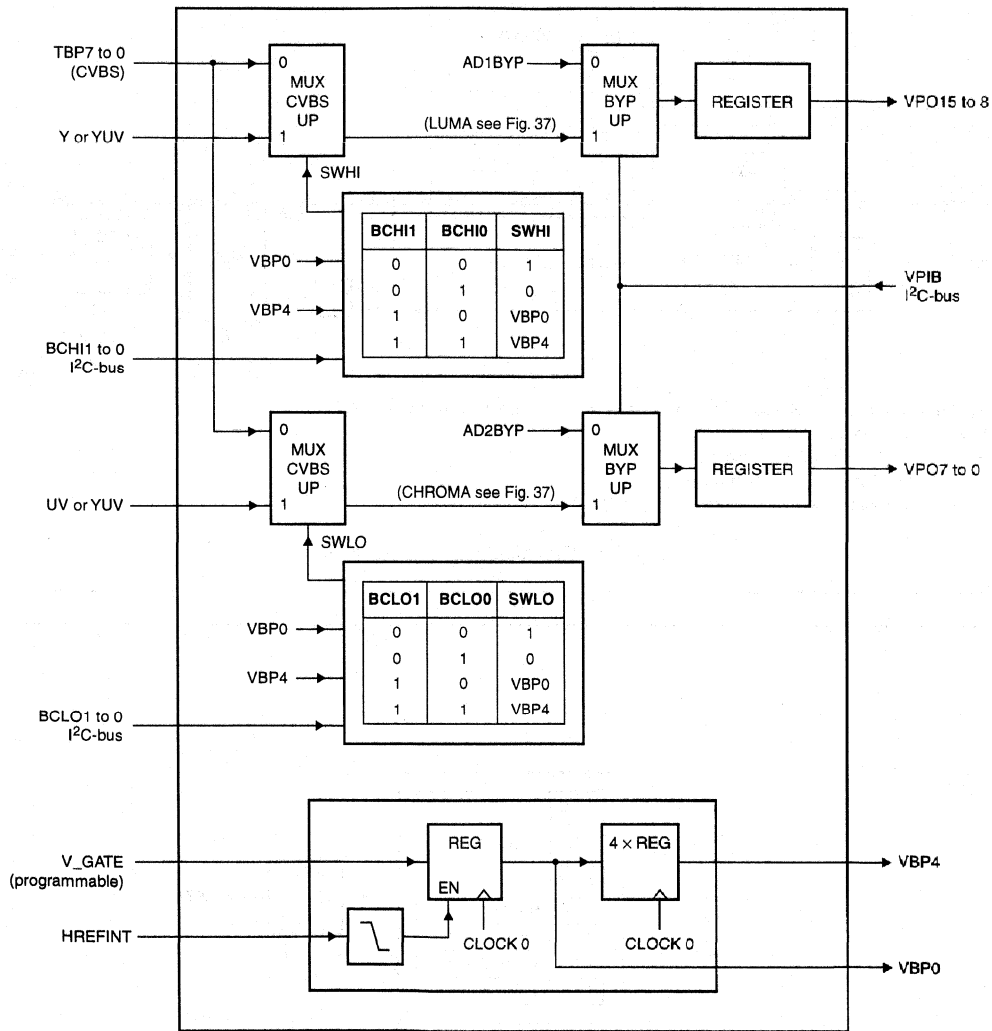 TBP7 to 0
(CVBS)
0
MUX
CVBS
UP
1
Y or YUV
SWHI
AD1BYP
0
MUX
BYP
UP
1
(LUMA see Fig. 37)
REGISTER
VPO15 to 8
BCHI1 BCHI0 SWHI
0 0 1
0 1 0
1 0 VBP0
1 1 VBP4
VBP0
VBP4
BCHI1 to 0
I²C-bus
VPIB
I²C-bus
0
MUX
CVBS
UP
1
UV or YUV
SWLO
AD2BYP
0
MUX
BYP
UP
1
(CHROMA see Fig. 37)
REGISTER
VPO7 to 0
BCLO1 BCLO0 SWLO
0 0 1
0 1 0
1 0 VBP0
1 1 VBP4
VBP0
VBP4
BCLO1 to 0
I²C-bus
V_GATE
(programmable)
REG
EN
CLOCK 0
4 × REG
CLOCK 0
VBP4
HREFINT
VBP0